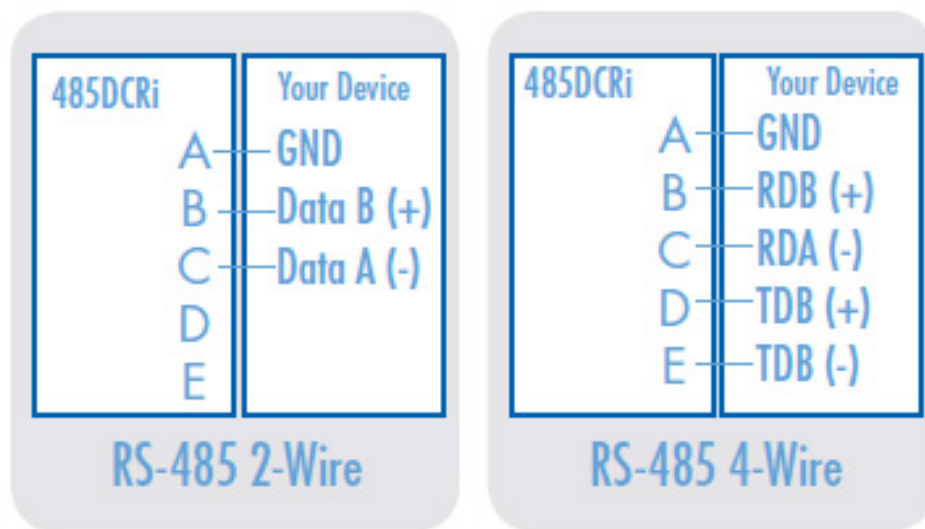 485DCRi
Your Device
A GND
B Data B (+)
C Data A (-)
D
E
RS-485 2-Wire
485DCRi
Your Device
A GND
B RDB (+)
C RDA (-)
D TDB (+)
E TDB (-)
RS-485 4-Wire